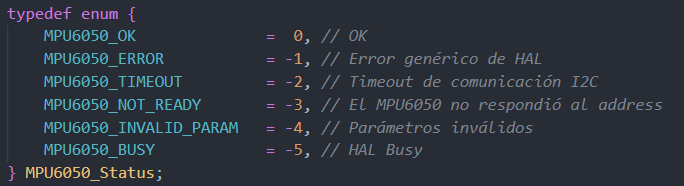 typedef enum {
    MPU6050_OK             =  0, // OK
    MPU6050_ERROR          = -1, // Error genérico de HAL
    MPU6050_TIMEOUT        = -2, // Timeout de comunicación I2C
    MPU6050_NOT_READY      = -3, // El MPU6050 no respondió al address
    MPU6050_INVALID_PARAM  = -4, // Parámetros inválidos
    MPU6050_BUSY           = -5, // HAL Busy
} MPU6050_Status;